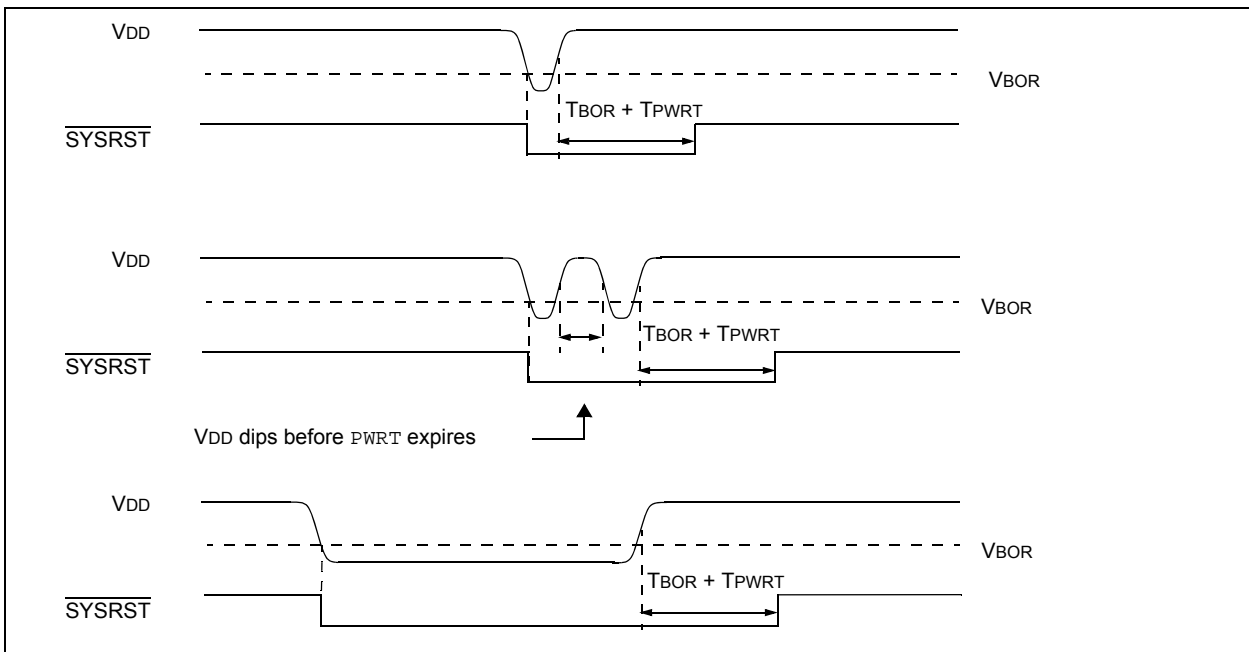 VDD
VBOR
TBOR + TPWRT
SYSRST
VDD
VBOR
TBOR + TPWRT
SYSRST
VDD dips before PWRT expires
VDD
VBOR
TBOR + TPWRT
SYSRST